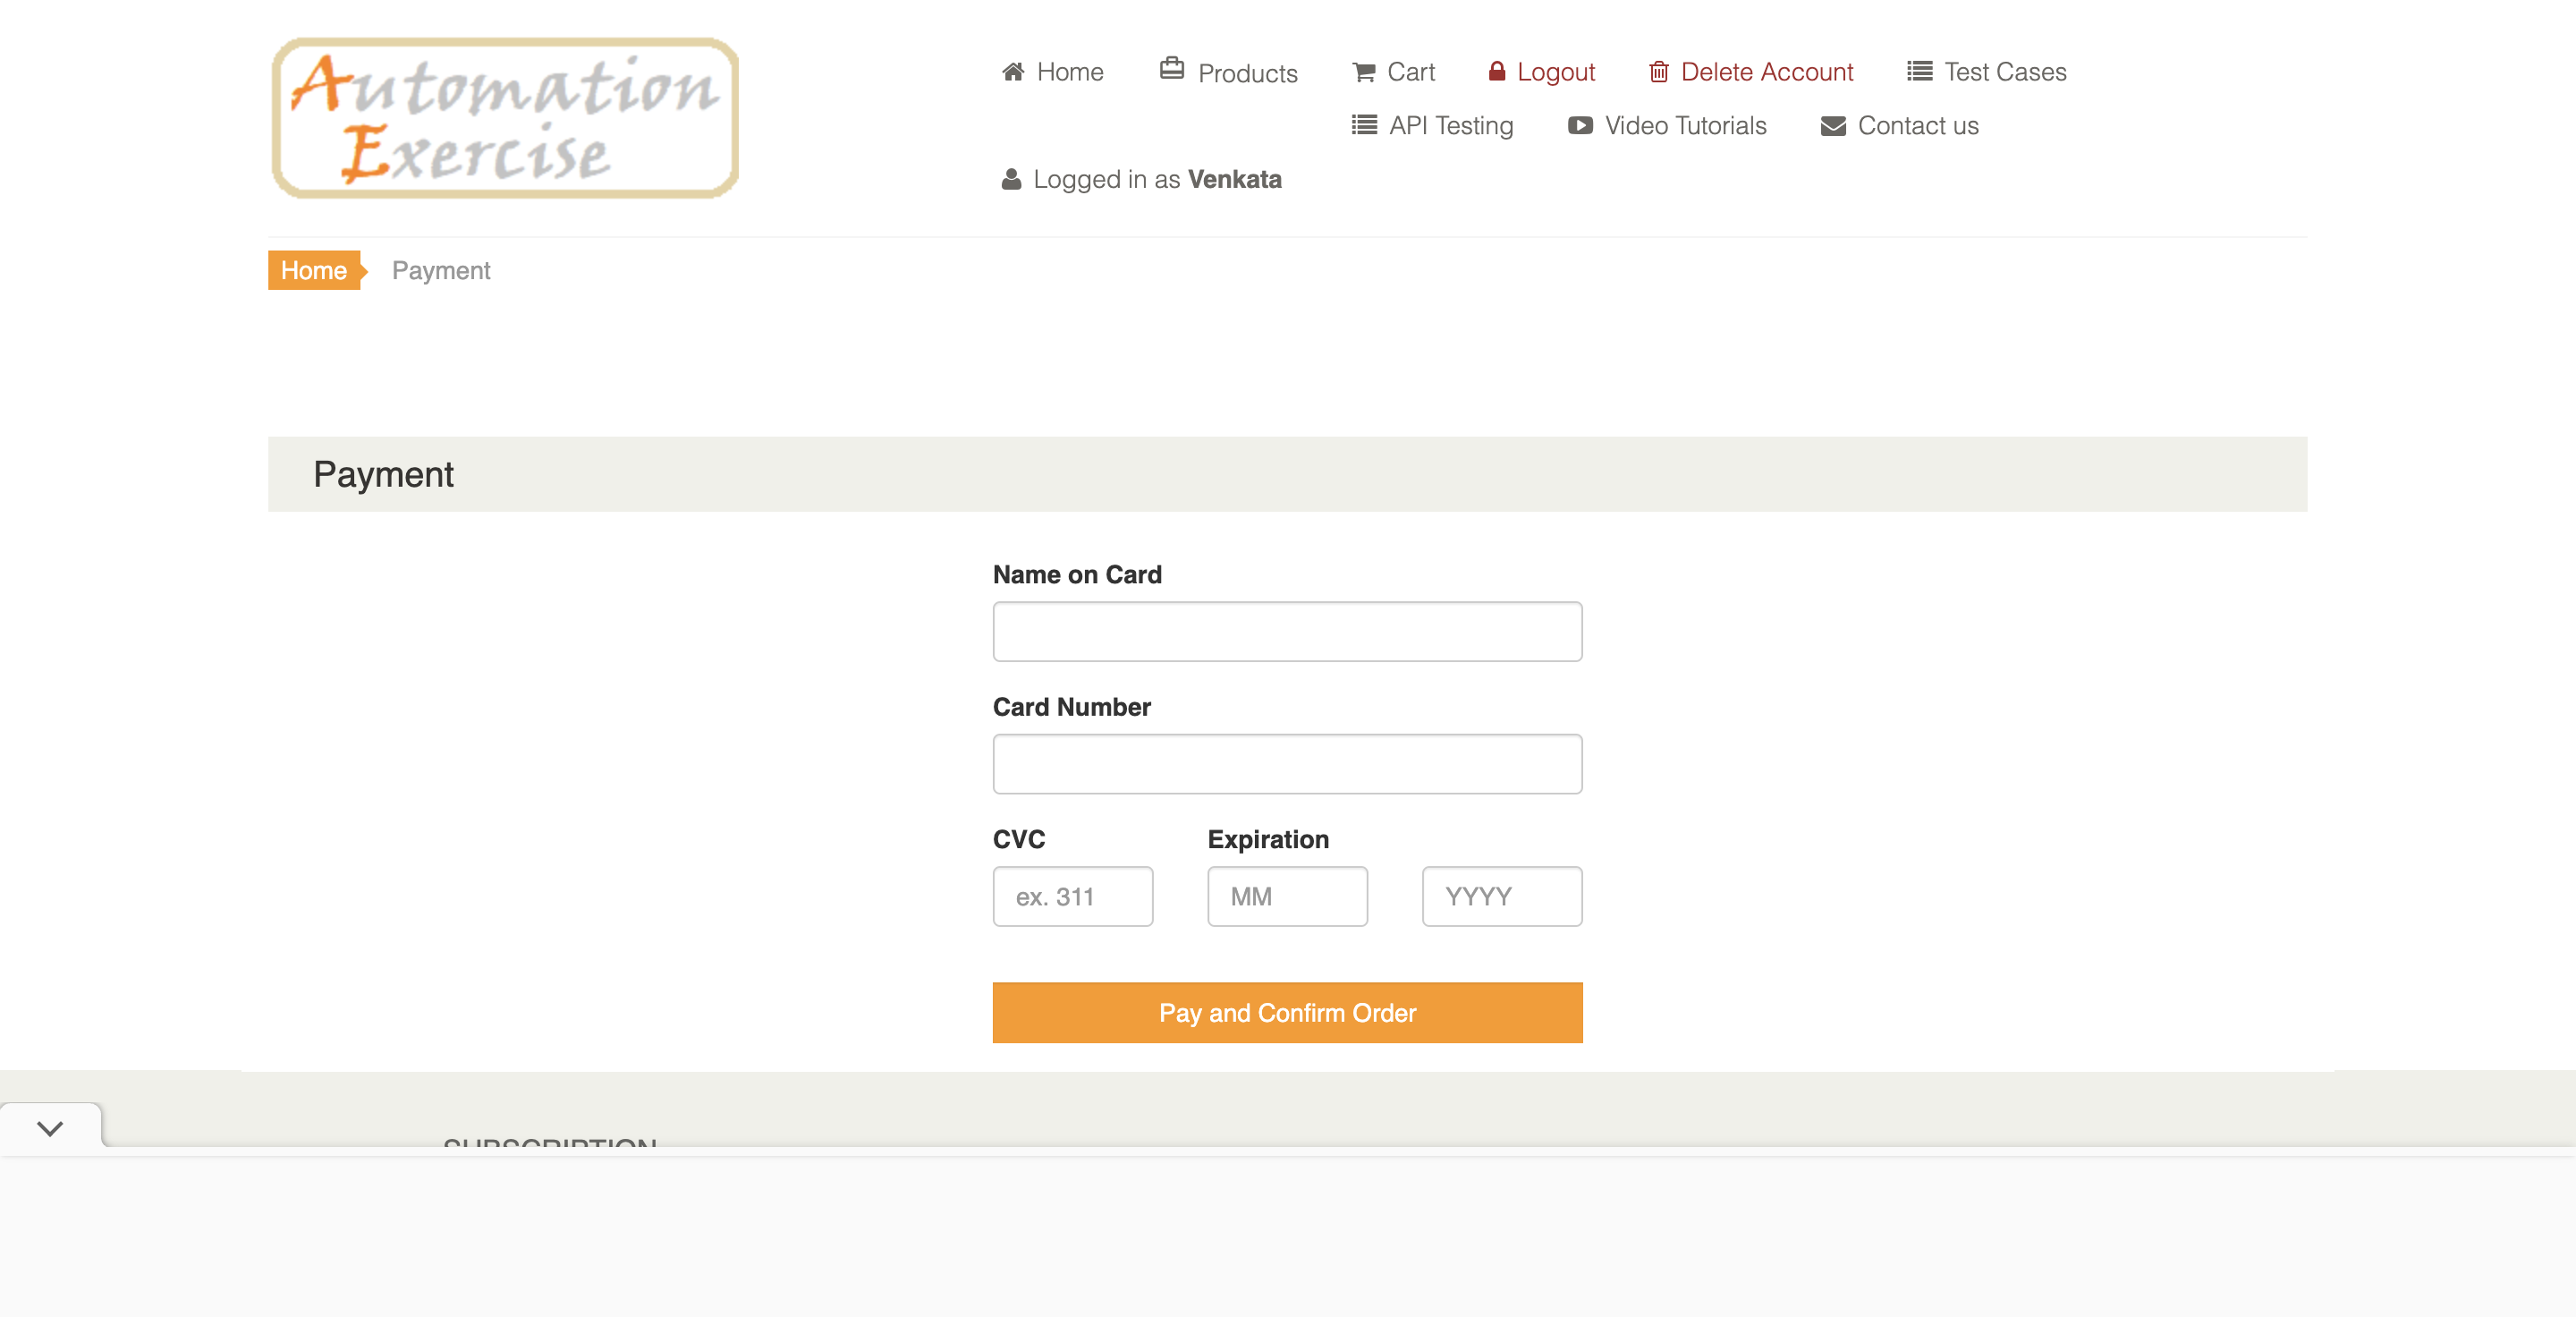 Automation
Exercise
Home Products Cart Logout Delete Account Test Cases
API Testing Video Tutorials Contact us
Logged in as Venkata
Home Payment
Payment
Name on Card
Card Number
CVC Expiration
ex. 311 MM YYYY
Pay and Confirm Order
SUBSCRIPTION